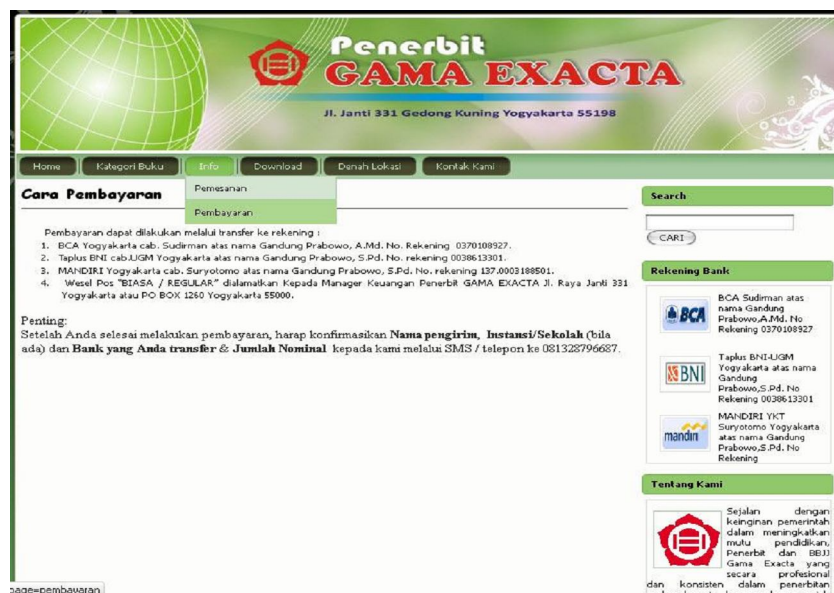 Penerbit
GAMA EXACTA
Jl. Janti 331 Gedong Kuning Yogyakarta 55198
Home Kategori Buku Info Download Denah Lokasi Kontak Kami
Pemesanan
Pembayaran
Cara Pembayaran
Pembayaran dapat dilakukan melalui transfer ke rekening :
1. BCA Yogyakarta cab. Sudirman atas nama Gandung Prabowo, A.Md. No. Rekening 0370108927.
2. Taplus BNI cab.UGM Yogyakarta atas nama Gandung Prabowo, S.Pd. No. rekening 0038613301.
3. MANDIRI Yogyakarta cab. Suryotomo atas nama Gandung Prabowo, S.Pd. No. rekening 137.0003188501.
4. Wesel Pos "BIASA / REGULAR" dialamatkan Kepada Manager Keuangan Penerbit GAMA EXACTA Jl. Raya Janti 331
Yogyakarta atau PO BOX 1260 Yogyakarta 55000.
Penting:
Setelah Anda selesai melakukan pembayaran, harap konfirmasikan Nama pengirim, Instansi/Sekolah (bila
ada) dan Bank yang Anda transfer & Jumlah Nominal kepada kami melalui SMS / telepon ke 081328796687.
Search
CARI
Rekening Bank
BCA
BCA Sudirman atas
nama Gandung
Prabowo,A.Md. No
Rekening 0370108927
BNI
Taplus BNI-UGM
Yogyakarta atas nama
Gandung
Prabowo,S.Pd. No
Rekening 0038613301
mandiri
MANDIRI YKT
Suryotomo Yogyakarta
atas nama Gandung
Prabowo,S.Pd. No
Rekening
Tentang Kami
Sejalan dengan
keinginan pemerintah
dalam meningkatkan
mutu pendidikan,
Penerbit dan BBJJ
Gama Exacta yang
secara profesional
dan konsisten dalam penerbitan
page=pembayaran